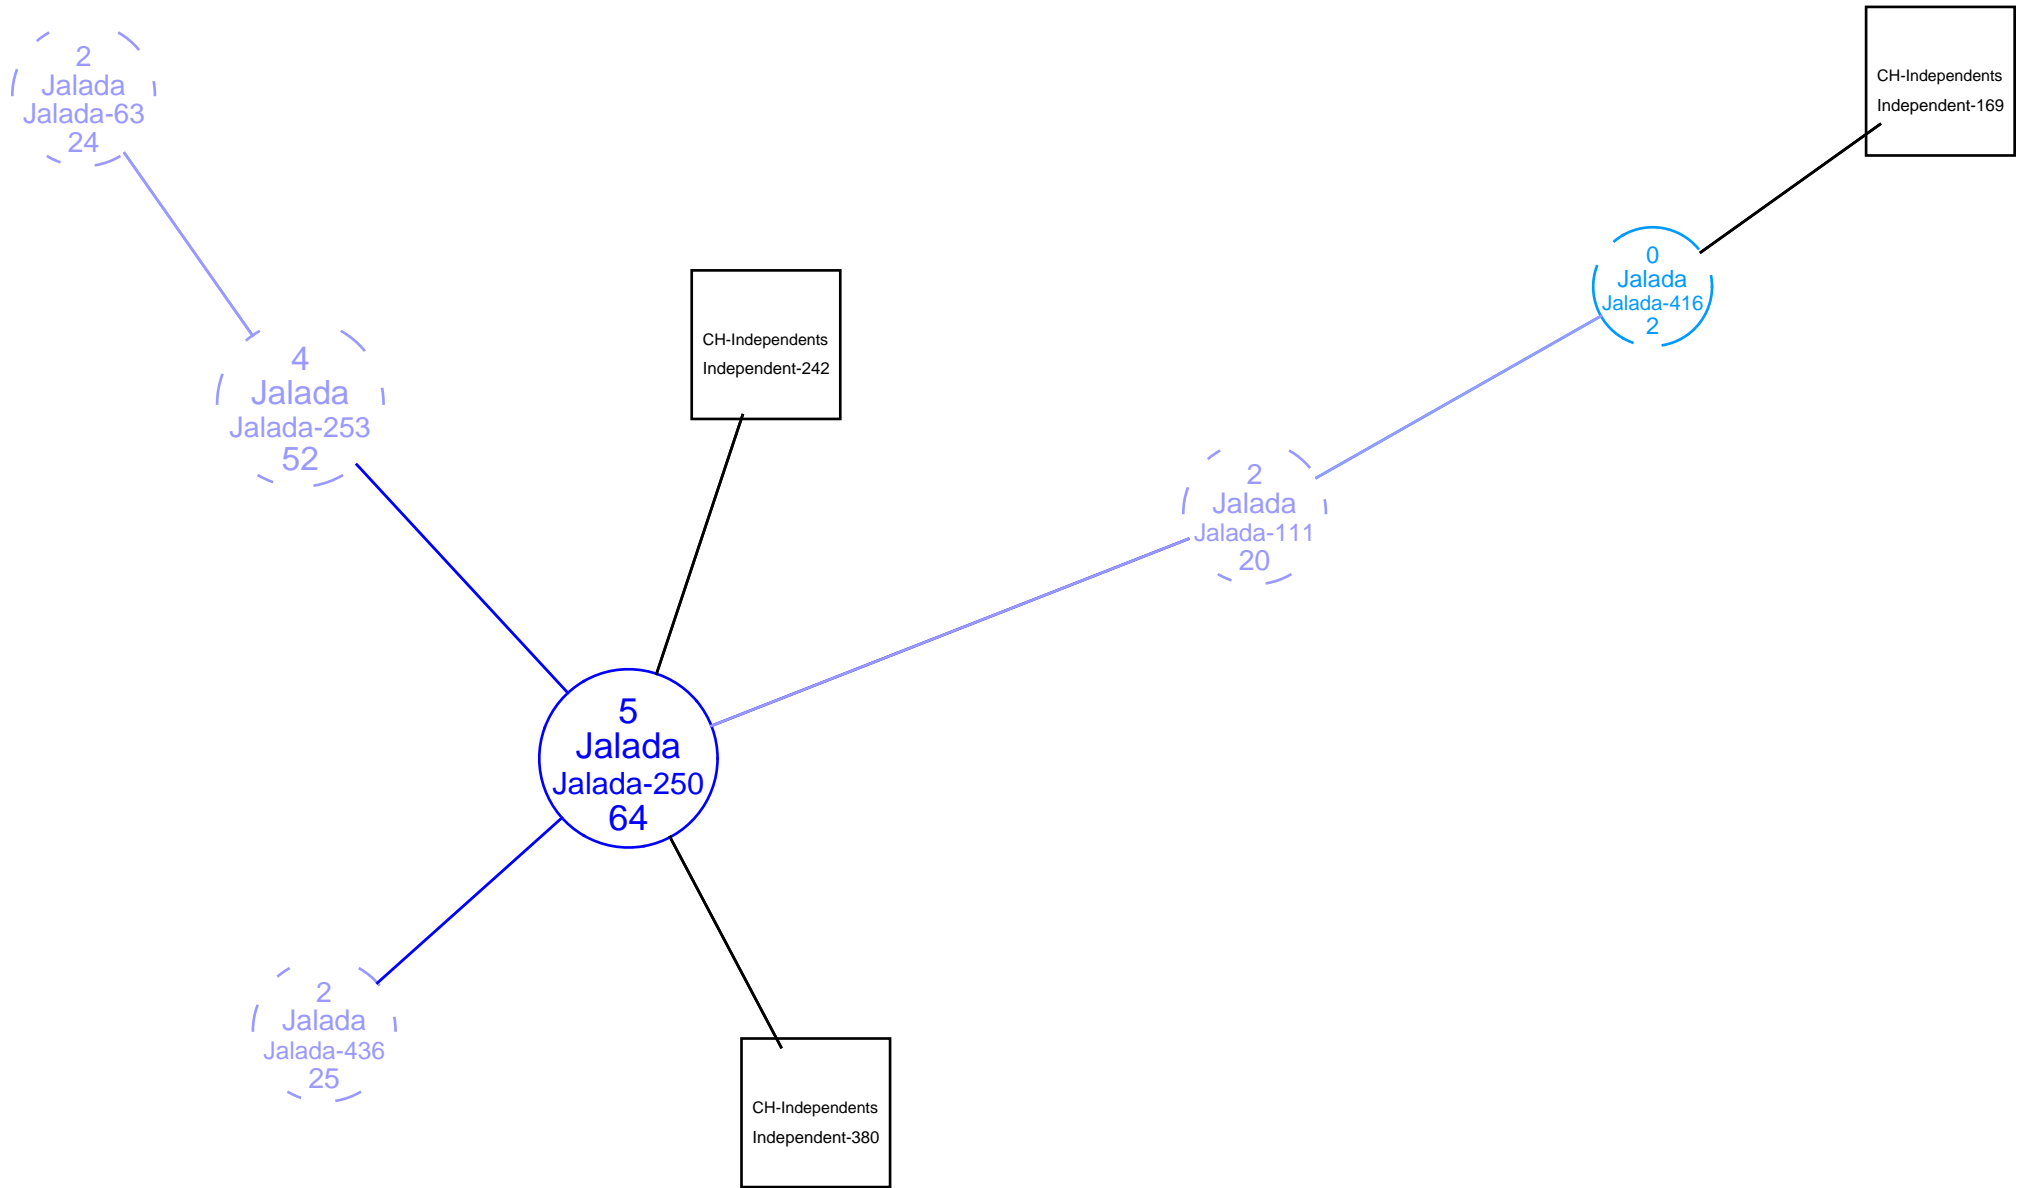 2
Jalada
Jalada-63
24
CH-Independents
Independent-169
0
Jalada
Jalada-416
2
4
Jalada
Jalada-253
52
CH-Independents
Independent-242
2
Jalada
Jalada-111
20
5
Jalada
Jalada-250
64
2
Jalada
Jalada-436
25
CH-Independents
Independent-380